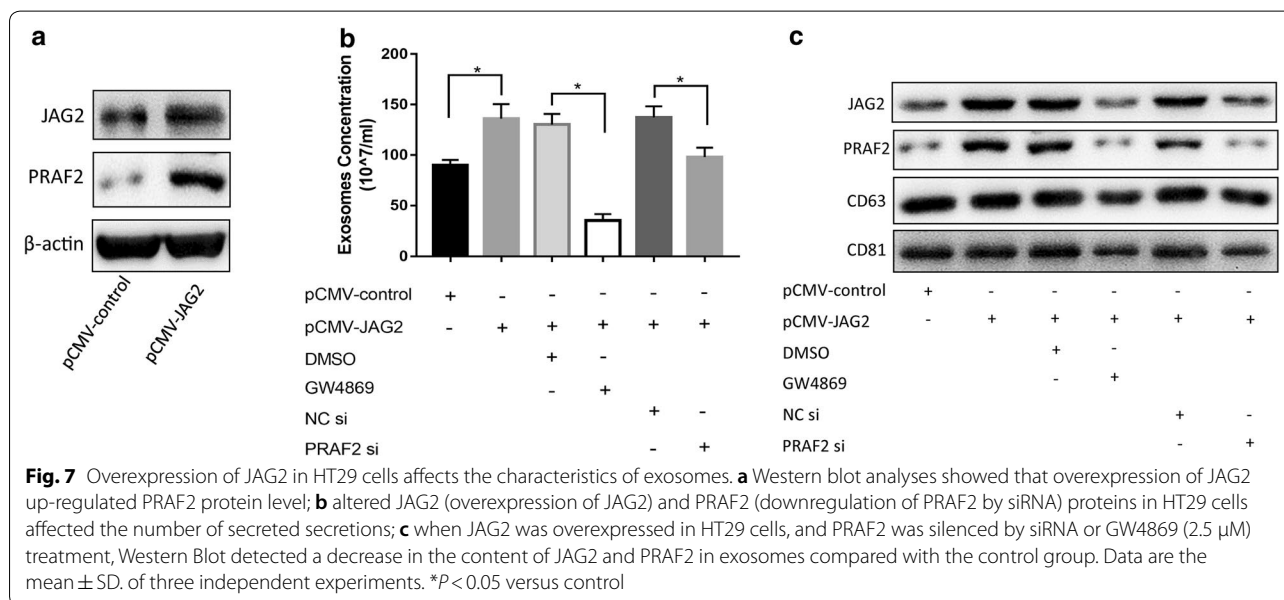 a
JAG2
PRAF2
β-actin
pCMV-control
pCMV-JAG2
b
Exosomes Concentration
(10^7/ml)
200
150
100
50
0
*
*
*
pCMV-control + - - - - -
pCMV-JAG2 - + + + + +
DMSO + -
GW4869 - +
NC si + -
PRAF2 si - +
c
JAG2
PRAF2
CD63
CD81
pCMV-control + - - - - -
pCMV-JAG2 - + + + + +
DMSO + -
GW4869 - +
NC si + -
PRAF2 si - +
Fig. 7 Overexpression of JAG2 in HT29 cells affects the characteristics of exosomes. a Western blot analyses showed that overexpression of JAG2
up-regulated PRAF2 protein level; b altered JAG2 (overexpression of JAG2) and PRAF2 (downregulation of PRAF2 by siRNA) proteins in HT29 cells
affected the number of secreted secretions; c when JAG2 was overexpressed in HT29 cells, and PRAF2 was silenced by siRNA or GW4869 (2.5 μM)
treatment, Western Blot detected a decrease in the content of JAG2 and PRAF2 in exosomes compared with the control group. Data are the
mean ± SD. of three independent experiments. *P < 0.05 versus control